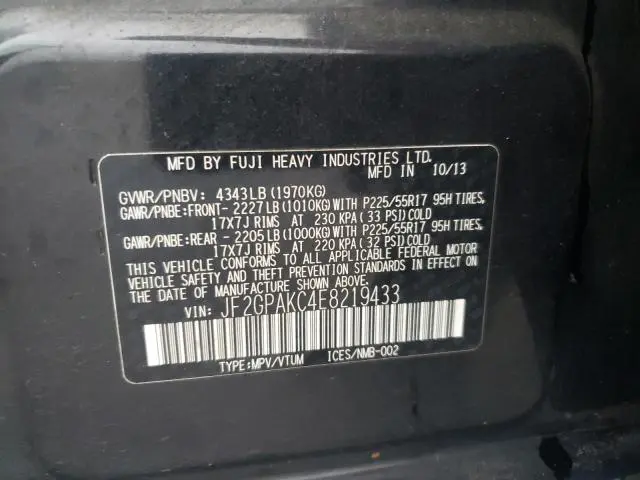 MFD BY FUJI HEAVY INDUSTRIES LTD.
MFD IN 10/13
GVWR/PNBV: 4343LB (1970KG)
GAWR/PNBE:FRONT- 2227LB (1010KG) WITH P225/55R17 95H TIRES,
17X7J RIMS AT 230 KPA (33 PSI) COLD
GAWR/PNBE:REAR - 2205LB (1000KG) WITH P225/55R17 95H TIRES,
17X7J RIMS AT 220 KPA (32 PSI) COLD
THIS VEHICLE CONFORMS TO ALL APPLICABLE FEDERAL MOTOR
VEHICLE SAFETY AND THEFT PREVENTION STANDARDS IN EFFECT
ON THE DATE OF MANUFACTURE SHOWN ABOVE.
VIN: JF2GPAKC4E8219433
TYPE:MPV/VTUM ICES/NMB-002